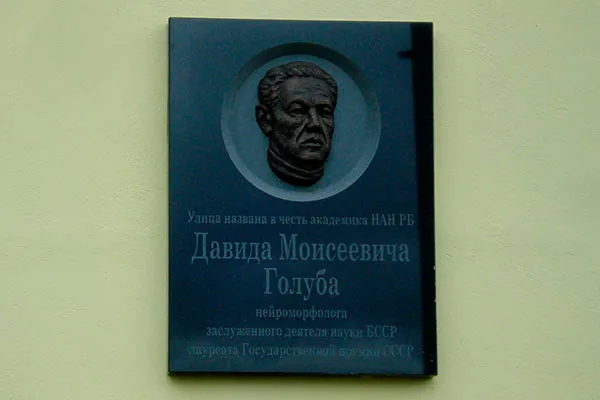 Улица названа в честь академика НАН РБ
Давида Моисеевича
Голуба
нейроморфолога
заслуженного деятеля науки БССР
лауреата Государственной премии СССР